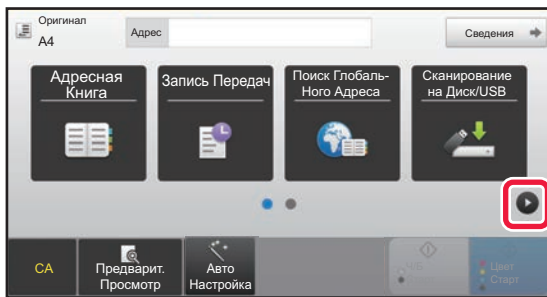 Оригинал
A4
Адрес
Сведения
Адресная
Книга
Запись Передач
Поиск Глобаль-
Ного Адреса
Сканирование
на Диск/USB
CA
Предварит.
Просмотр
Авто
Настройка
Ч/Б
Старт
Цвет
Старт